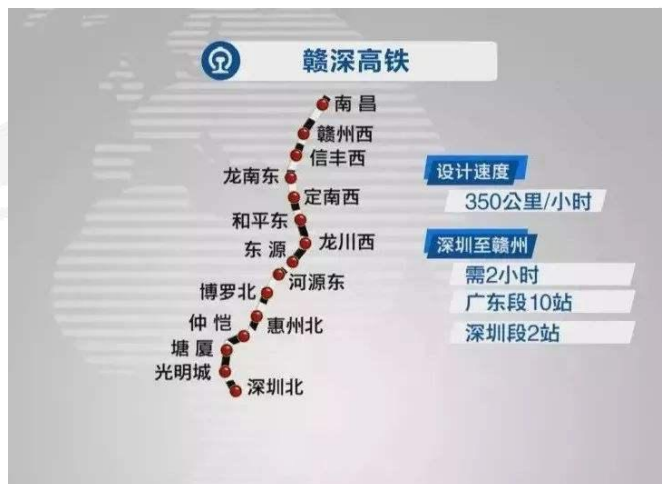 赣深高铁
南昌
赣州西
信丰西
龙南东
定南西
和平东
龙川西
东源
河源东
博罗北
惠州北
仲恺
塘厦
光明城
深圳北
设计速度
350公里/小时
深圳至赣州
需2小时
广东段10站
深圳段2站